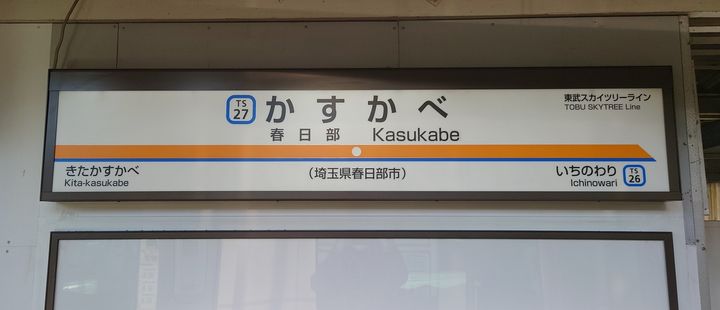 TS
27
かすかべ
春日部 Kasukabe
東武スカイツリーライン
TOBU SKYTREE Line
きたかすかべ
Kita-kasukabe
(埼玉県春日部市)
いちのわり
Ichinowari
TS
26